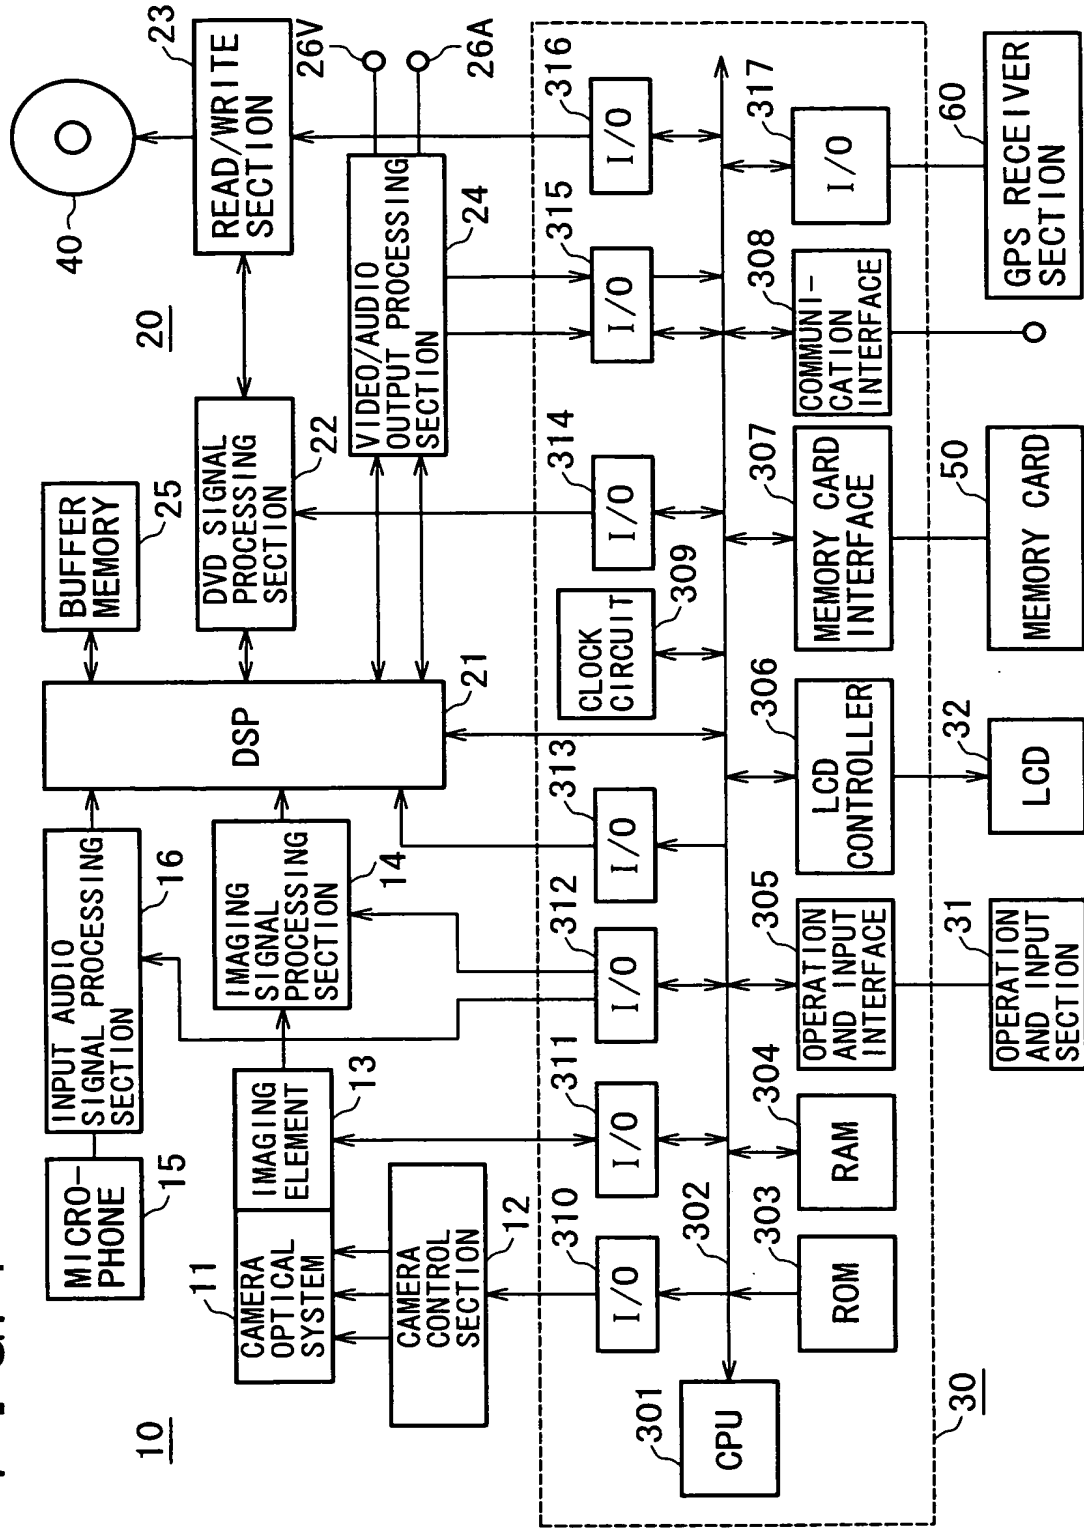 10
MICRO-
PHONE
15
INPUT AUDIO
SIGNAL PROCESSING
SECTION
16
BUFFER
MEMORY
25
40
11
CAMERA
OPTICAL
SYSTEM
IMAGING
ELEMENT
13
IMAGING
SIGNAL
PROCESSING
SECTION
14
DSP
21
DVD SIGNAL
PROCESSING
SECTION
22
20
READ/WRITE
SECTION
23
CAMERA
CONTROL
SECTION
12
VIDEO/AUDIO
OUTPUT PROCESSING
SECTION
24
26V
26A
I/O
310
I/O
311
I/O
312
I/O
313
CLOCK
CIRCUIT
309
I/O
314
I/O
315
I/O
316
CPU
301
302
ROM
303
RAM
304
OPERATION
AND INPUT
INTERFACE
305
LCD
CONTROLLER
306
MEMORY CARD
INTERFACE
307
COMMUNI-
CATION
INTERFACE
308
I/O
317
30
OPERATION
AND INPUT
SECTION
31
LCD
32
MEMORY CARD
50
GPS RECEIVER
SECTION
60